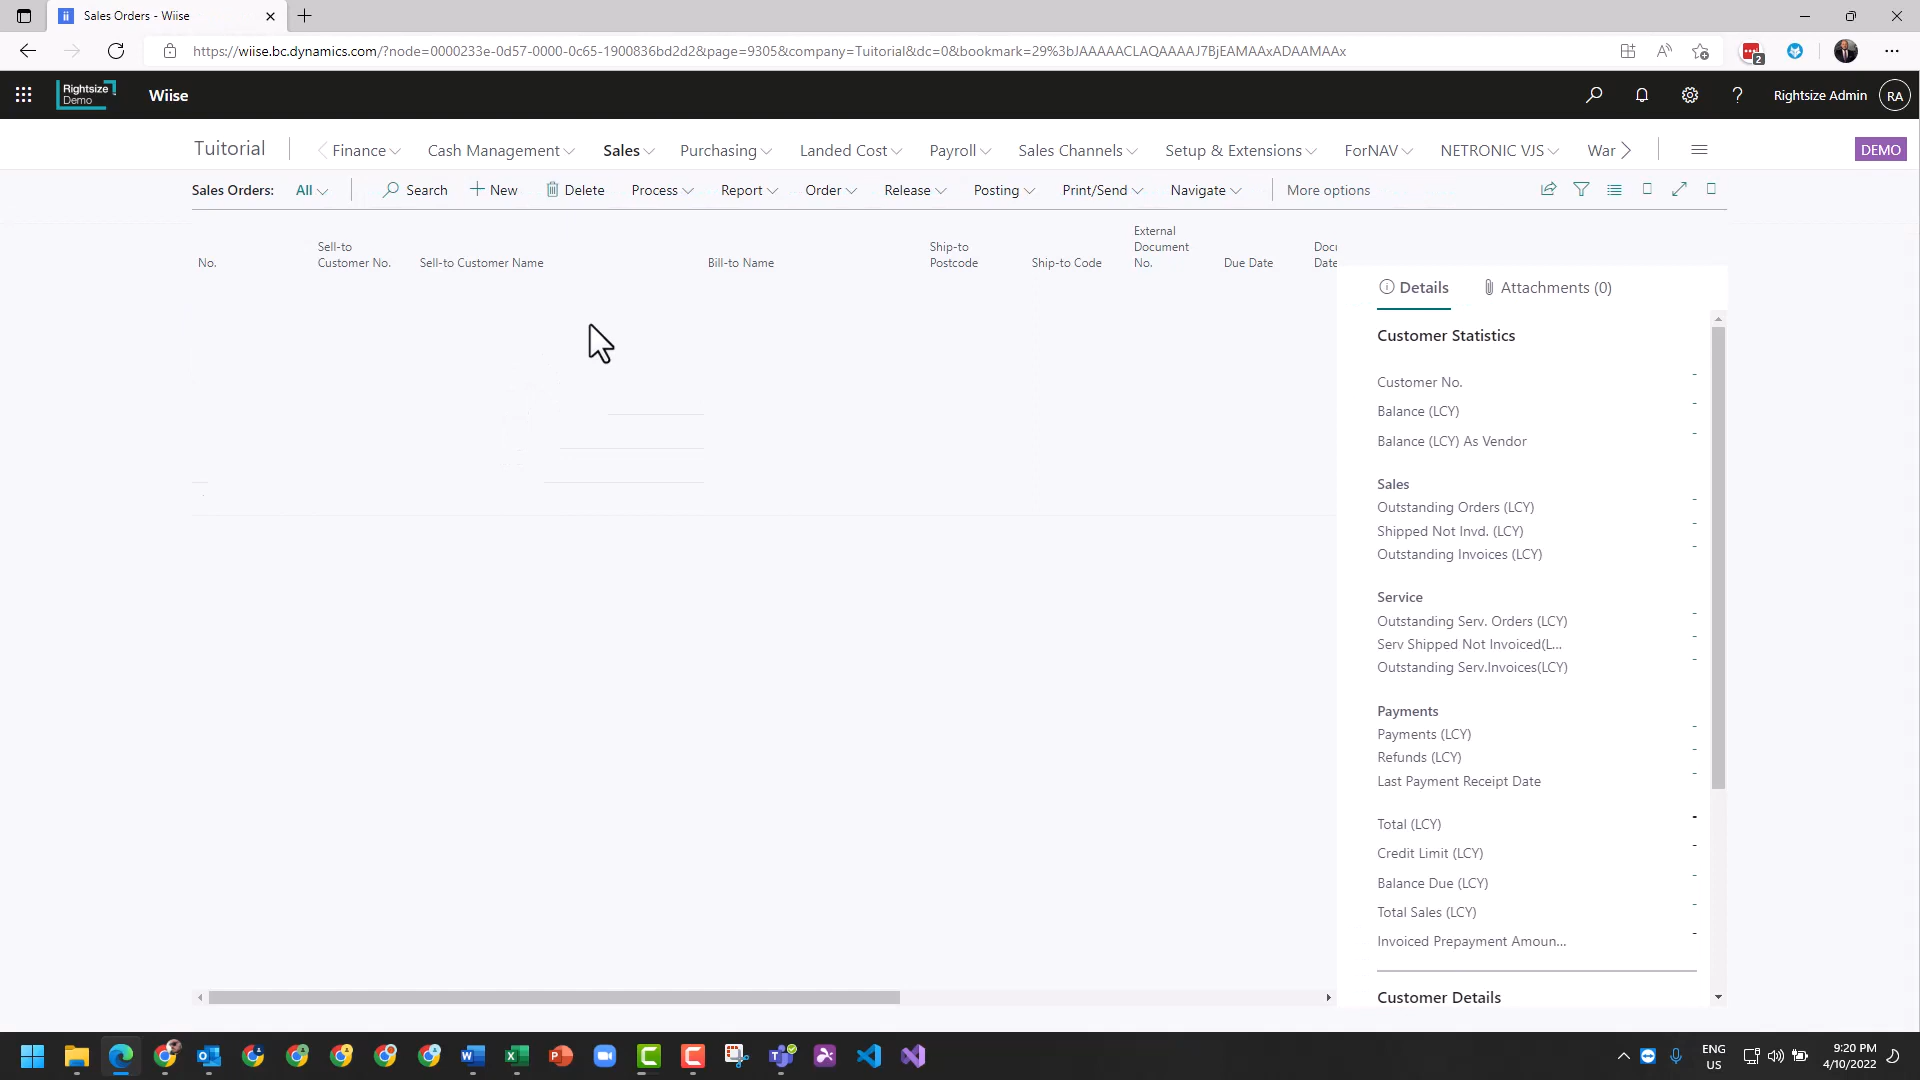 Sales Orders - Wiise
https://wiise.bc.dynamics.com/?node=0000233e-0d57-0000-0c65-1900836bd2d2&page=9305&company=Tuitorial&dc=0&bookmark=29%3bJAAAAACLAQAAAAJ7BjEAMAAxADAAMAAx
2
Rightsize
Demo
Wiise
Rightsize Admin
RA
Tuitorial
Finance
Cash Management
Sales
Purchasing
Landed Cost
Payroll
Sales Channels
Setup & Extensions
ForNAV
NETRONIC VJS
War
DEMO
Sales Orders:
All
Search
New
Delete
Process
Report
Order
Release
Posting
Print/Send
Navigate
More options
No.
Sell-to
Customer No.
Sell-to Customer Name
Bill-to Name
Ship-to
Postcode
Ship-to Code
External
Document
No.
Due Date
Docu
Date
Details
Attachments (0)
Customer Statistics
Customer No. -
Balance (LCY) -
Balance (LCY) As Vendor -
Sales
Outstanding Orders (LCY) -
Shipped Not Invd. (LCY) -
Outstanding Invoices (LCY) -
Service
Outstanding Serv. Orders (LCY) -
Serv Shipped Not Invoiced(L... -
Outstanding Serv.Invoices(LCY) -
Payments
Payments (LCY) -
Refunds (LCY) -
Last Payment Receipt Date -
Total (LCY) -
Credit Limit (LCY) -
Balance Due (LCY) -
Total Sales (LCY) -
Invoiced Prepayment Amoun... -
Customer Details
ENG
US
9:20 PM
4/10/2022